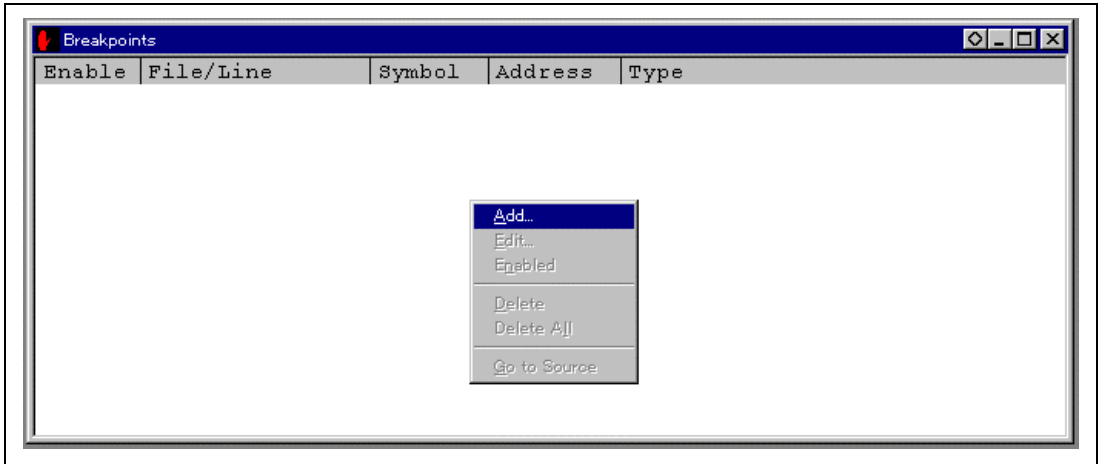 Breakpoints
Enable File/Line Symbol Address Type
Add...
Edit...
Enabled
Delete
Delete All
Go to Source